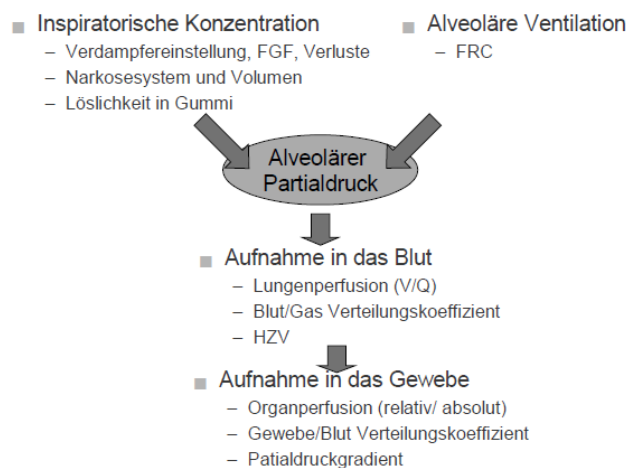 Inspiratorische Konzentration
– Verdampfereinstellung, FGF, Verluste
– Narkosesystem und Volumen
– Löslichkeit in Gummi
Alveoläre Ventilation
– FRC
Alveolärer
Partialdruck
Aufnahme in das Blut
– Lungenperfusion (V/Q)
– Blut/Gas Verteilungskoeffizient
– HZV
Aufnahme in das Gewebe
– Organperfusion (relativ/ absolut)
– Gewebe/Blut Verteilungskoeffizient
– Patialdruckgradient